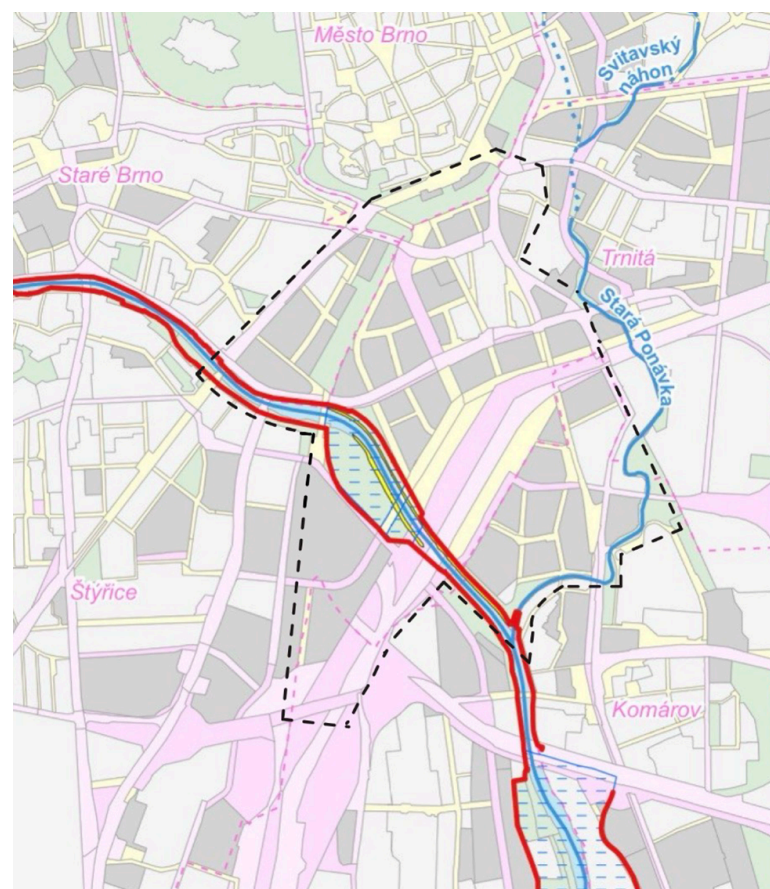 Město Brno
Svitavský
náhon
Staré Brno
Trnitá
Stará Ponávka
Štýřice
Komárov